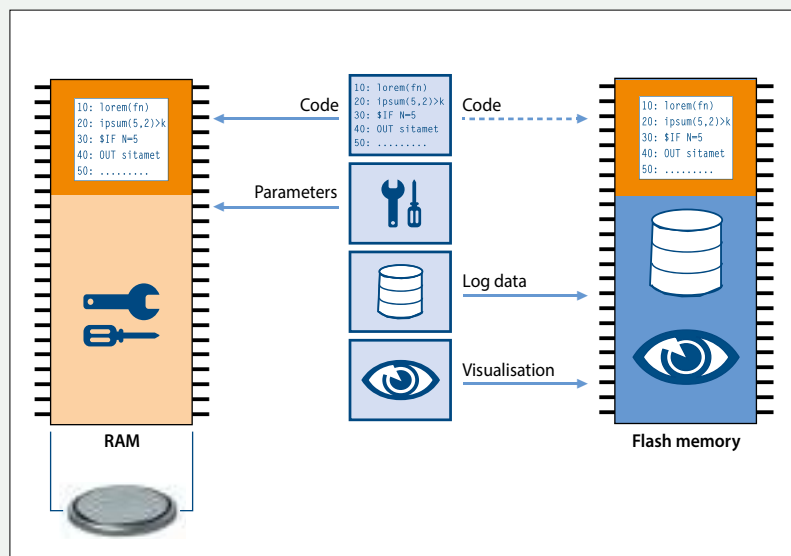 10: lorem(fn)
20: ipsum(5,2)>k
30: $IF N=5
40: OUT sitamet
50: .........
Code
10: lorem(fn)
20: ipsum(5,2)>k
30: $IF N=5
40: OUT sitamet
50: .........
Code
10: lorem(fn)
20: ipsum(5,2)>k
30: $IF N=5
40: OUT sitamet
50: .........
Parameters
Log data
Visualisation
RAM
Flash memory